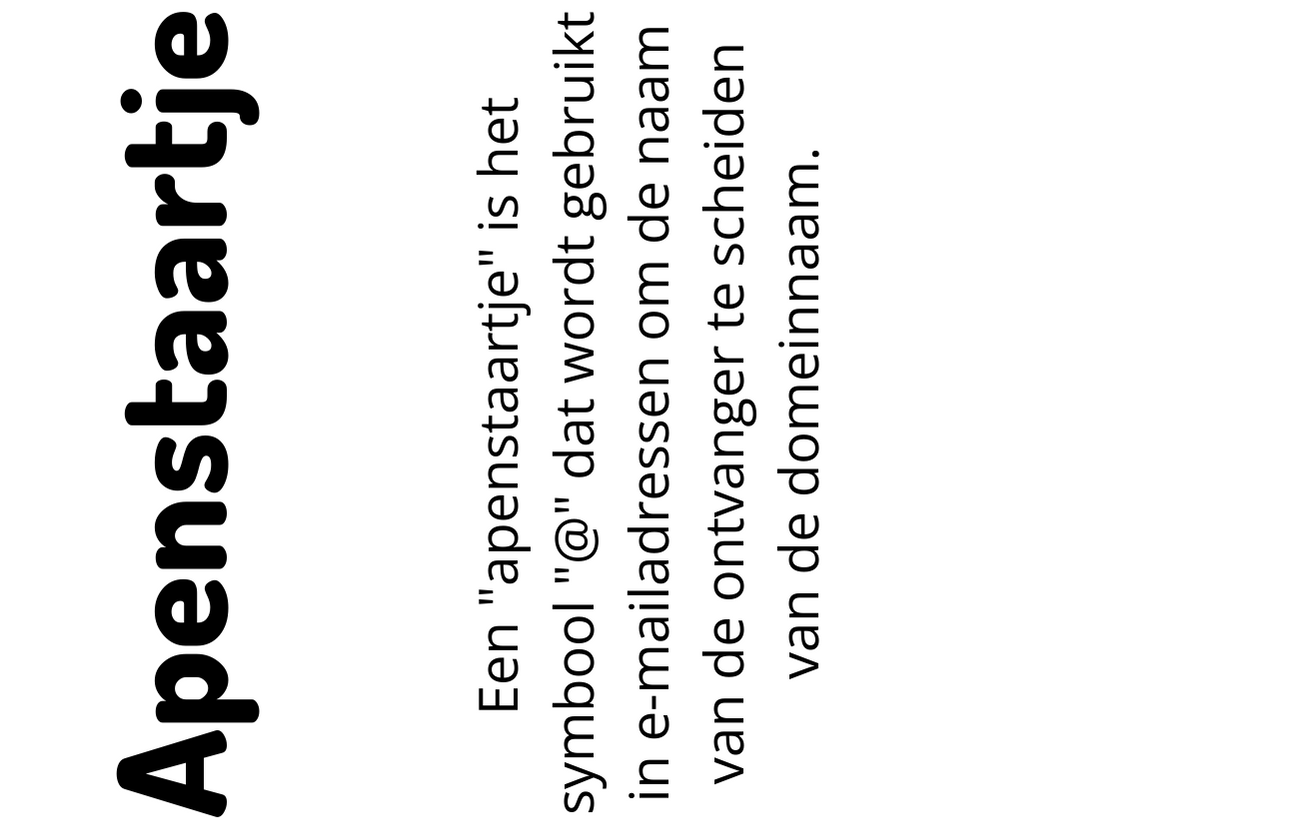 Apenstaartje
Een "apenstaartje" is het
symbool "@" dat wordt gebruikt
in e-mailadressen om de naam
van de ontvanger te scheiden
van de domeinnaam.